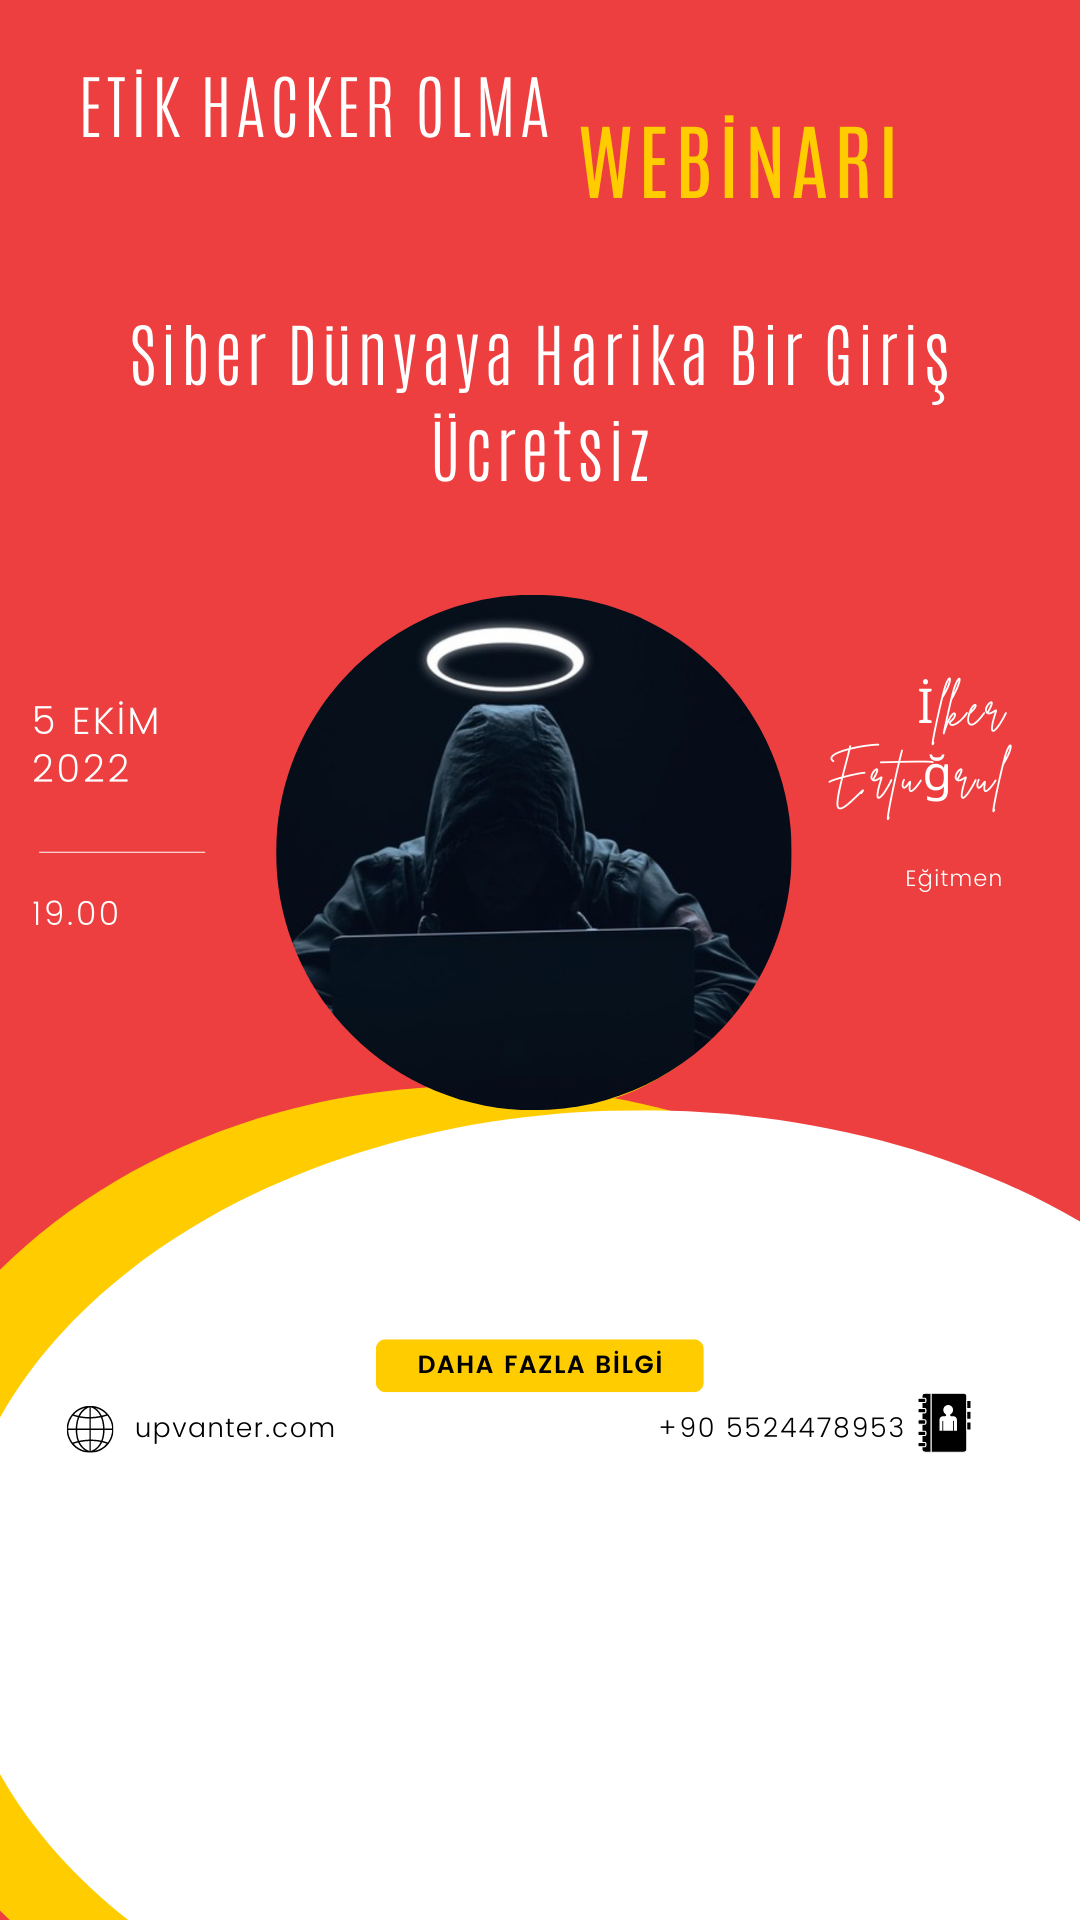 ETİK HACKER OLMA
WEBİNARI
Siber Dünyaya Harika Bir Giriş
Ücretsiz
5 EKİM
2022
19.00
İlker
Ertuğrul
Eğitmen
DAHA FAZLA BİLGİ
upvanter.com
+90 5524478953